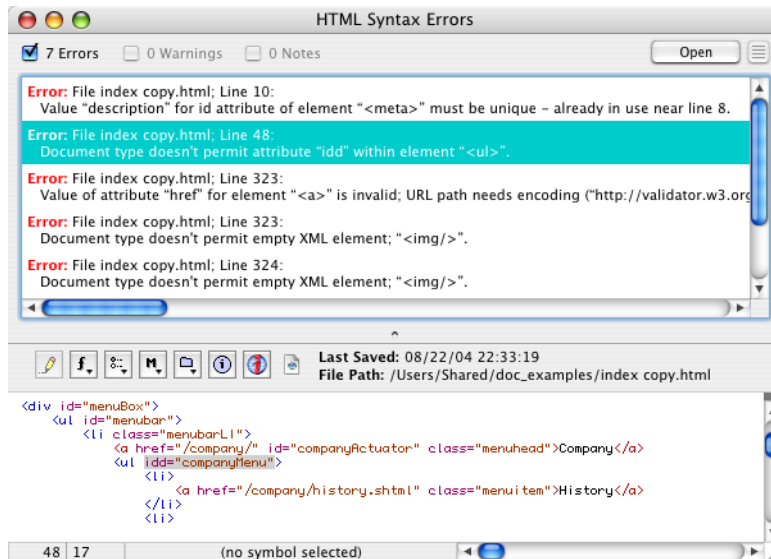 HTML Syntax Errors
7 Errors 0 Warnings 0 Notes Open
Error: File index copy.html; Line 10:
Value “description” for id attribute of element “<meta>” must be unique – already in use near line 8.
Error: File index copy.html; Line 48:
Document type doesn't permit attribute “idd” within element “<ul>”.
Error: File index copy.html; Line 323:
Value of attribute “href” for element “<a>” is invalid; URL path needs encoding (“http://validator.w3.org
Error: File index copy.html; Line 323:
Document type doesn't permit empty XML element; “<img/>”.
Error: File index copy.html; Line 324:
Document type doesn't permit empty XML element; “<img/>”.
Last Saved: 08/22/04 22:33:19
File Path: /Users/Shared/doc_examples/index copy.html
<div id="menuBox">
<ul id="menubar">
<li class="menubarLI">
<a href="/company/" id="companyActuator" class="menuhead">Company</a>
<ul idd="companyMenu">
<li>
<a href="/company/history.shtml" class="menuitem">History</a>
</li>
<li>
48 17 (no symbol selected)